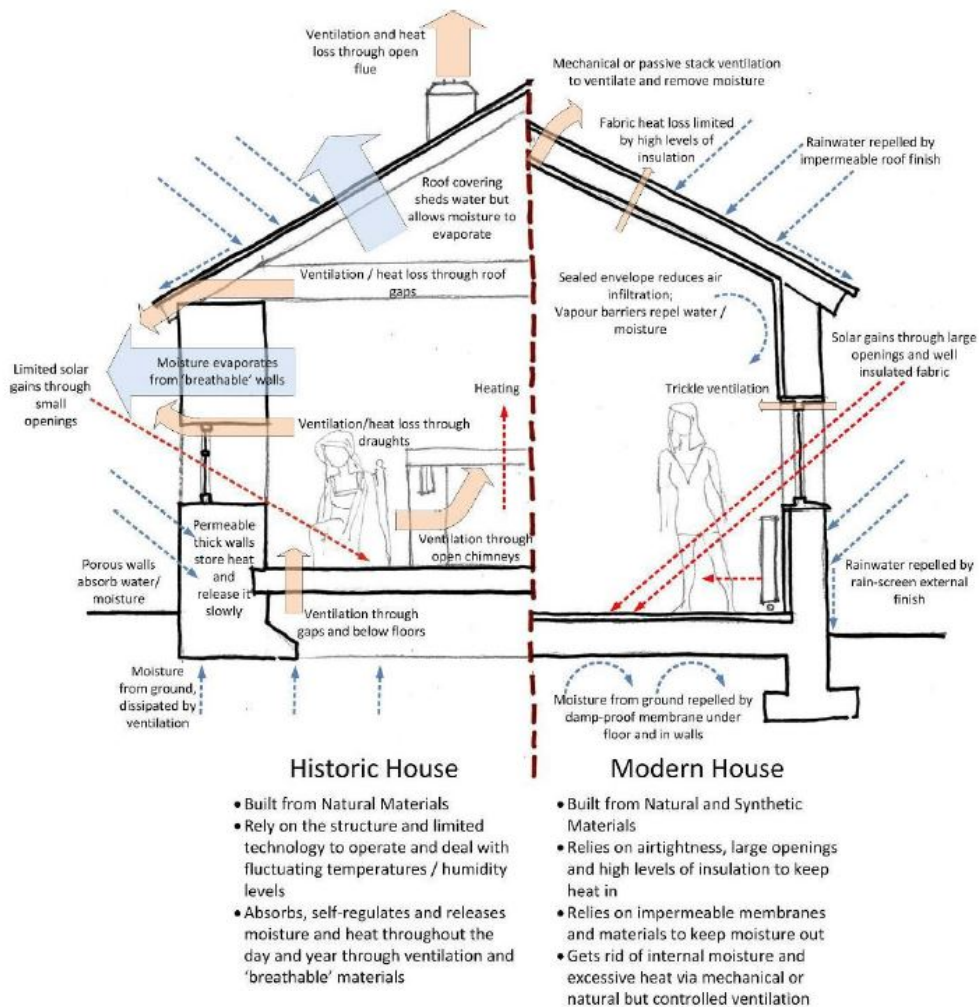 Ventilation and heat
loss through open
flue
Mechanical or passive stack ventilation
to ventilate and remove moisture
Fabric heat loss limited
by high levels of
insulation
Rainwater repelled by
impermeable roof finish
Roof covering
sheds water but
allows moisture to
evaporate
Ventilation / heat loss through roof
gaps
Sealed envelope reduces air
infiltration;
Vapour barriers repel water /
moisture
Solar gains through large
openings and well
insulated fabric
Limited solar
gains through
small
openings
Moisture evaporates
from 'breathable' walls
Heating
Trickle ventilation
Ventilation/heat loss through
draughts
Permeable
thick walls
store heat
and
release it
slowly
Ventilation through
open chimneys
Porous walls
absorb water/
moisture
Rainwater repelled by
rain-screen external
finish
Ventilation through
gaps and below floors
Moisture
from ground,
dissipated by
ventilation
Moisture from ground repelled by
damp-proof membrane under
floor and in walls
Historic House
• Built from Natural Materials
• Rely on the structure and limited
technology to operate and deal with
fluctuating temperatures / humidity
levels
• Absorbs, self-regulates and releases
moisture and heat throughout the
day and year through ventilation and
'breathable' materials
Modern House
• Built from Natural and Synthetic
Materials
• Relies on airtightness, large openings
and high levels of insulation to keep
heat in
• Relies on impermeable membranes
and materials to keep moisture out
• Gets rid of internal moisture and
excessive heat via mechanical or
natural but controlled ventilation